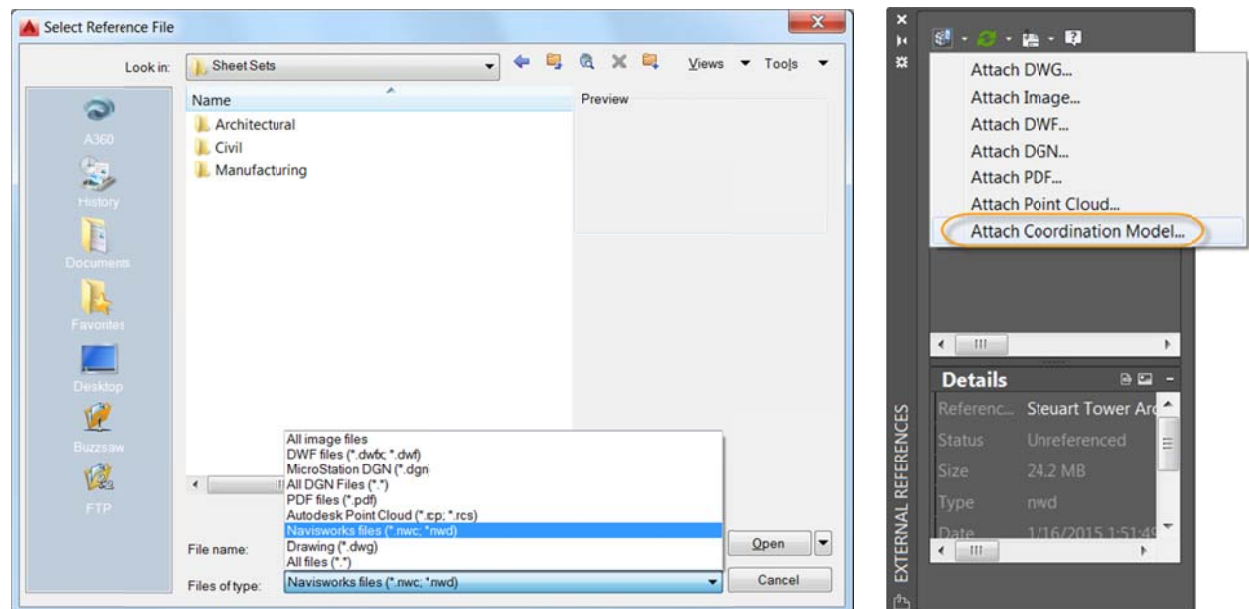 Select Reference File
Look in:
Sheet Sets
Views
Tools
Name
Preview
A360
History
Documents
Favorites
Desktop
Buzzsaw
FTP
Architectural
Civil
Manufacturing
All image files
DWF files (*.dwfx; *.dwf)
MicroStation DGN (*.dgn
All DGN Files (*.*)
PDF files (*.pdf)
Autodesk Point Cloud (*.rcp; *.rcs)
Navisworks files (*.nwc; *nwd)
Drawing (*.dwg)
All files (*.*)
File name:
Open
Files of type:
Navisworks files (*.nwc; *nwd)
Cancel
Attach DWG...
Attach Image...
Attach DWF...
Attach DGN...
Attach PDF...
Attach Point Cloud...
Attach Coordination Model...
Details
Referenc... Steuart Tower Arc
Status Unreferenced
Size 24.2 MB
Type nwd
Date 1/16/2015 1:51:49
EXTERNAL REFERENCES